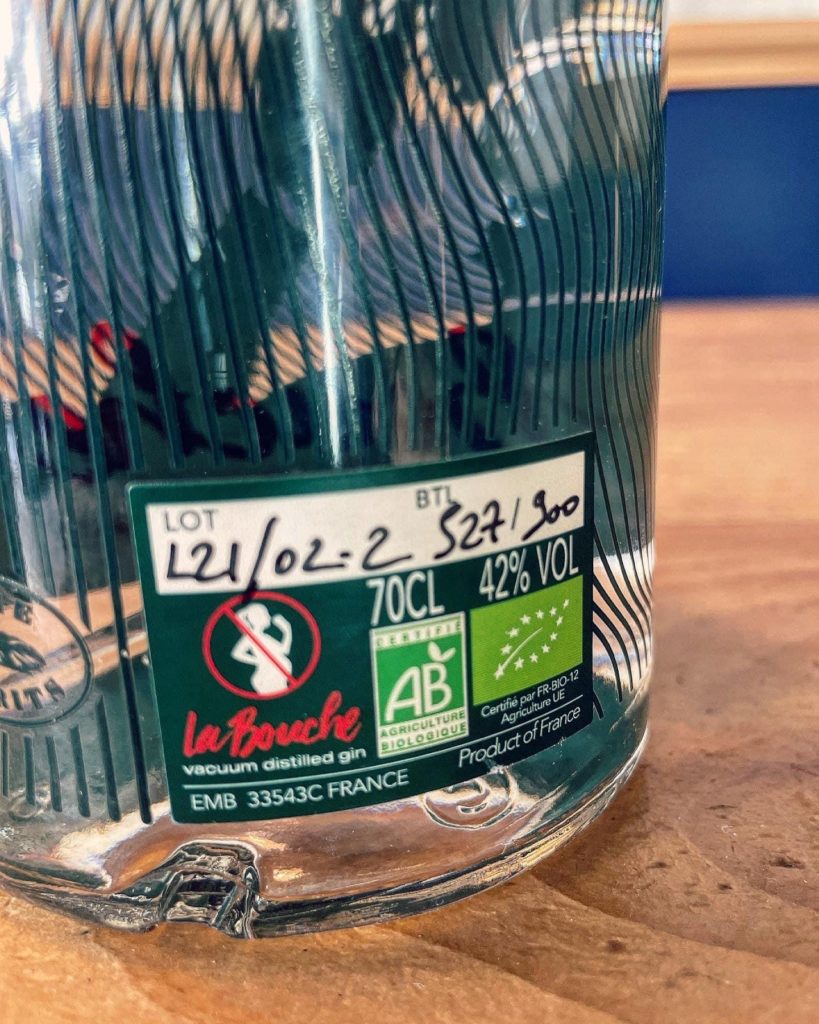 LOT BTL
L21/02-2 527/900
70CL 42% VOL
CERTIFIÉ
AB
AGRICULTURE
BIOLOGIQUE
Certifié par FR-BIO-12
Agriculture UE
La Bouche
vacuum distilled gin
Product of France
EMB 33543C FRANCE